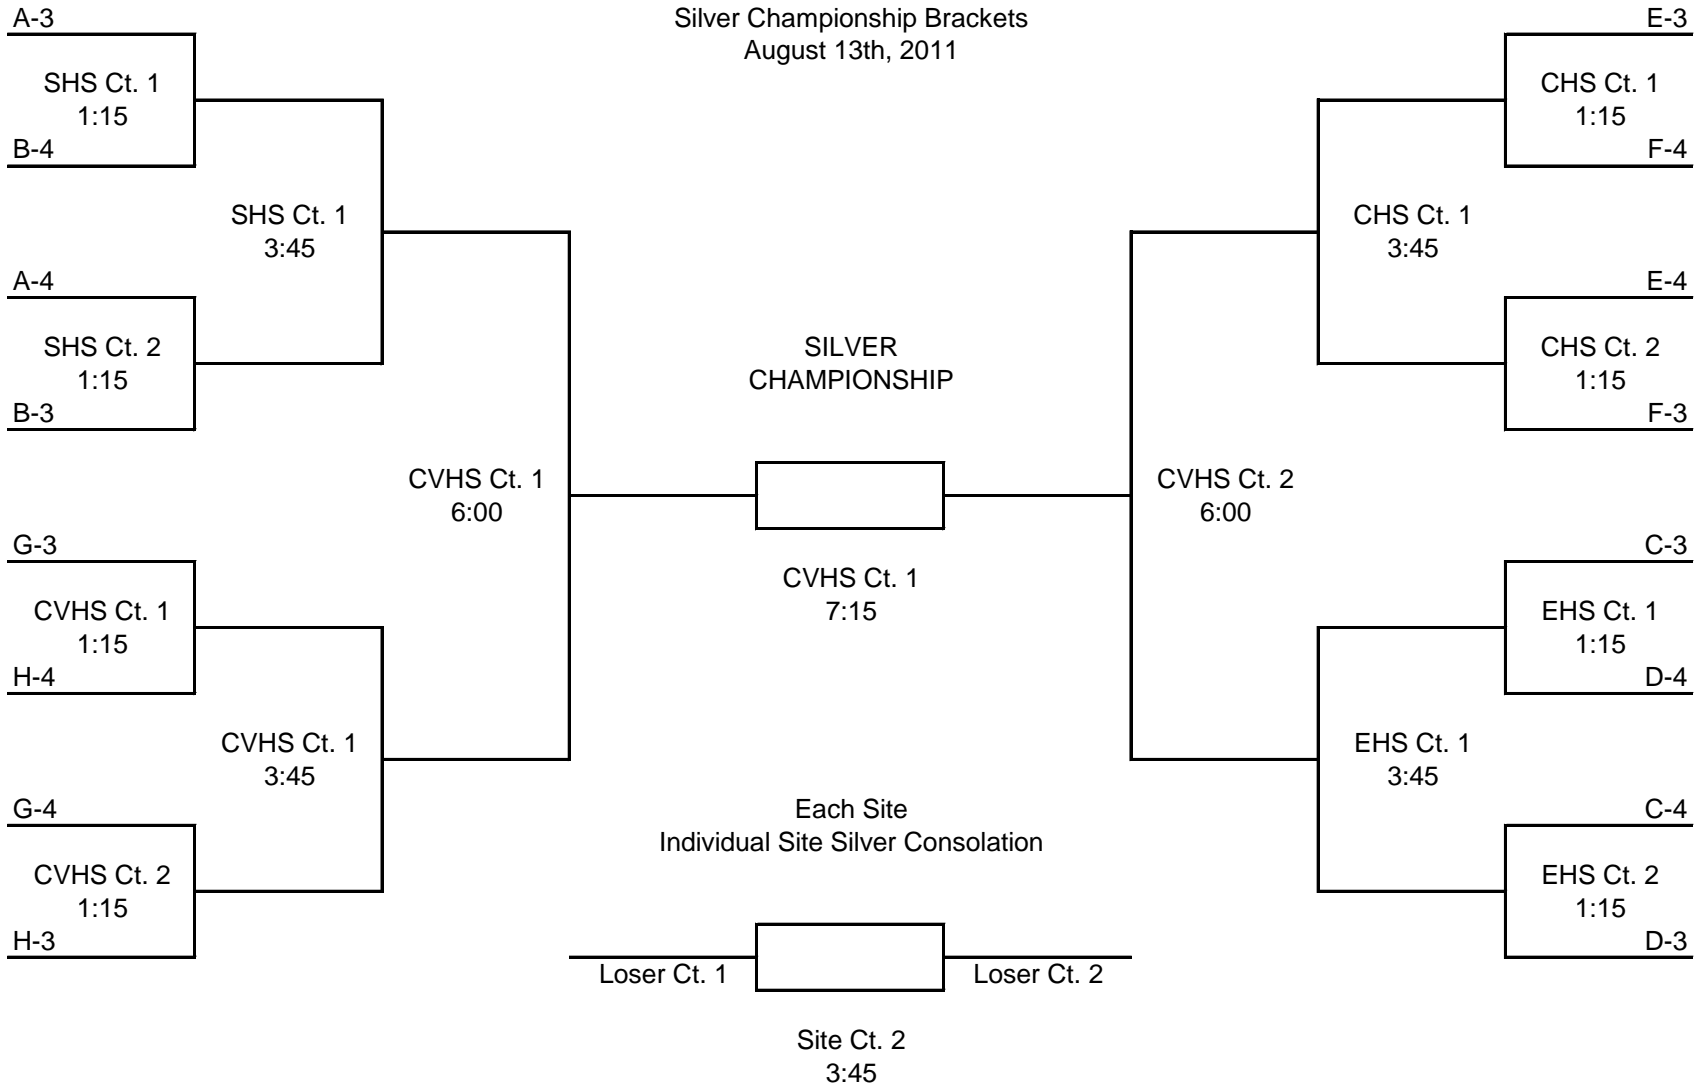 Silver Championship Brackets
August 13th, 2011
A-3
SHS Ct. 1
1:15
B-4
SHS Ct. 1
3:45
A-4
SHS Ct. 2
1:15
B-3
CVHS Ct. 1
6:00
G-3
CVHS Ct. 1
1:15
H-4
CVHS Ct. 1
3:45
G-4
CVHS Ct. 2
1:15
H-3
SILVER
CHAMPIONSHIP
CVHS Ct. 1
7:15
Each Site
Individual Site Silver Consolation
Loser Ct. 1
Loser Ct. 2
Site Ct. 2
3:45
E-3
CHS Ct. 1
1:15
F-4
CHS Ct. 1
3:45
E-4
CHS Ct. 2
1:15
F-3
CVHS Ct. 2
6:00
C-3
EHS Ct. 1
1:15
D-4
EHS Ct. 1
3:45
C-4
EHS Ct. 2
1:15
D-3